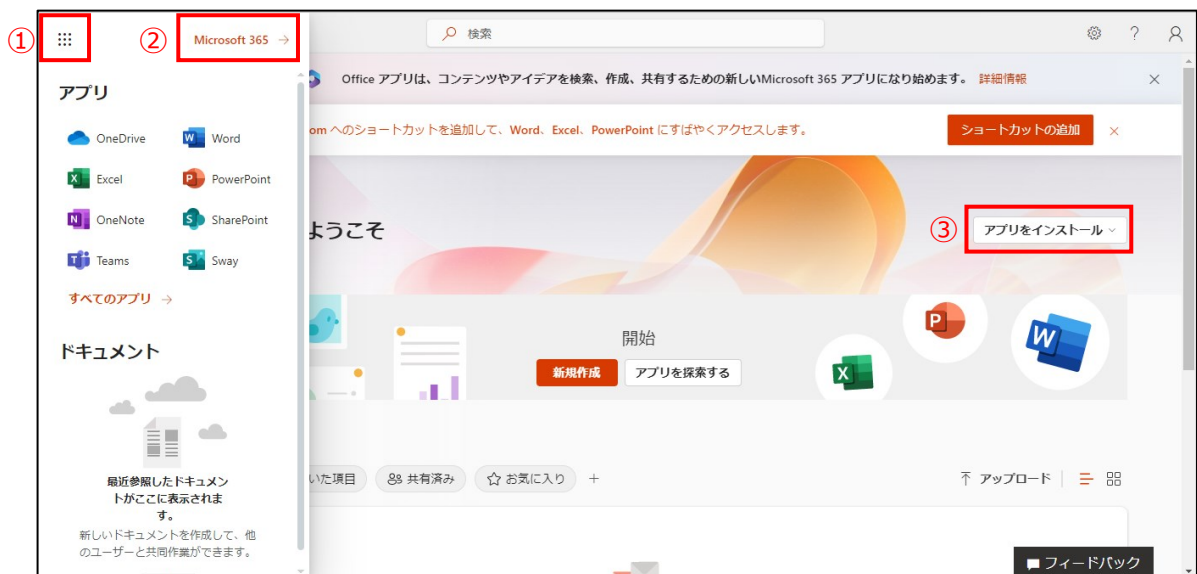 ①
② Microsoft 365 →
検索
?
アプリ
OneDrive Word
Excel PowerPoint
OneNote SharePoint
Teams Sway
すべてのアプリ →
ドキュメント
最近参照したドキュメン
トがここに表示されま
す。
新しいドキュメントを作成して、他
のユーザーと共同作業ができます。
Office アプリは、コンテンツやアイデアを検索、作成、共有するための新しいMicrosoft 365 アプリになり始めます。 詳細情報
om へのショートカットを追加して、Word、Excel、PowerPoint にすばやくアクセスします。
ショートカットの追加
ようこそ
③ アプリをインストール
開始
新規作成 アプリを探索する
いた項目 共有済み お気に入り +
アップロード
フィードバック